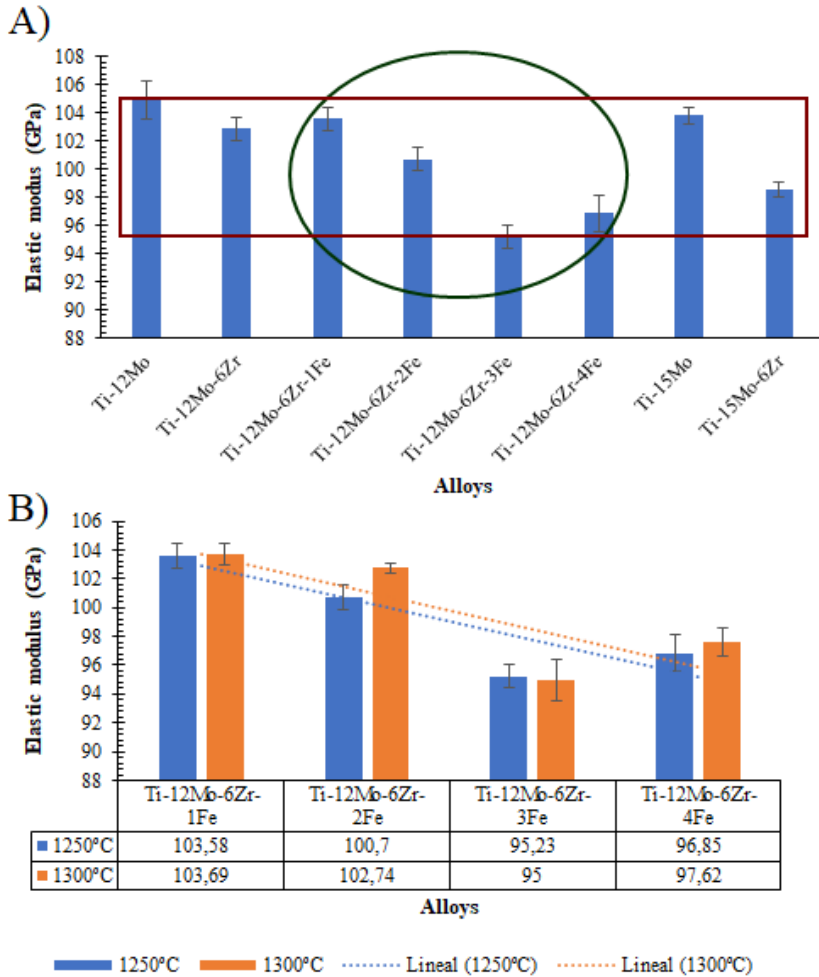 A)
Elastic modus (GPa)
108
106
104
102
100
98
96
94
92
90
88
Ti-12Mo
Ti-12Mo-6Zr
Ti-12Mo-6Zr-1Fe
Ti-12Mo-6Zr-2Fe
Ti-12Mo-6Zr-3Fe
Ti-12Mo-6Zr-4Fe
Ti-15Mo
Ti-15Mo-6Zr
Alloys
B)
Elastic modulus (GPa)
106
104
102
100
98
96
94
92
90
88
Ti-12Mo-6Zr-1Fe Ti-12Mo-6Zr-2Fe Ti-12Mo-6Zr-3Fe Ti-12Mo-6Zr-4Fe
1250ºC 103,58 100,7 95,23 96,85
1300ºC 103,69 102,74 95 97,62
Alloys
1250ºC 1300ºC Lineal (1250ºC) Lineal (1300ºC)